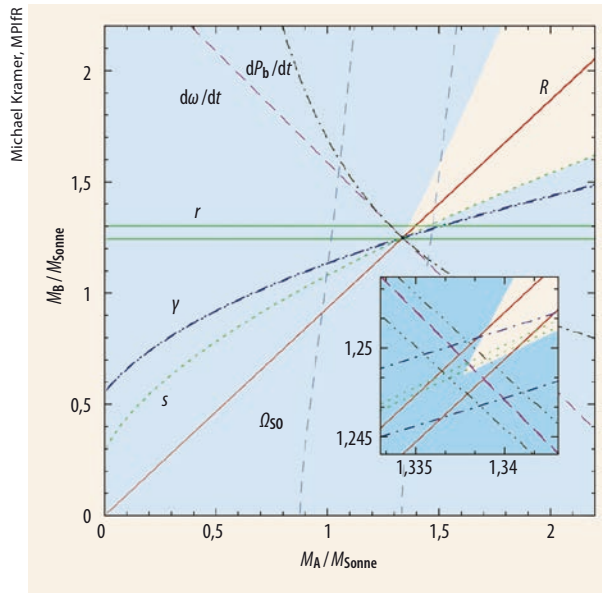 Michael Kramer, MPIfR
2
1,5
1
0,5
0
M_B / M_Sonne
dω/dt
dP_b/dt
R
r
γ
s
Ω_SO
1,25
1,245
1,335
1,34
0
0,5
1
1,5
2
M_A / M_Sonne